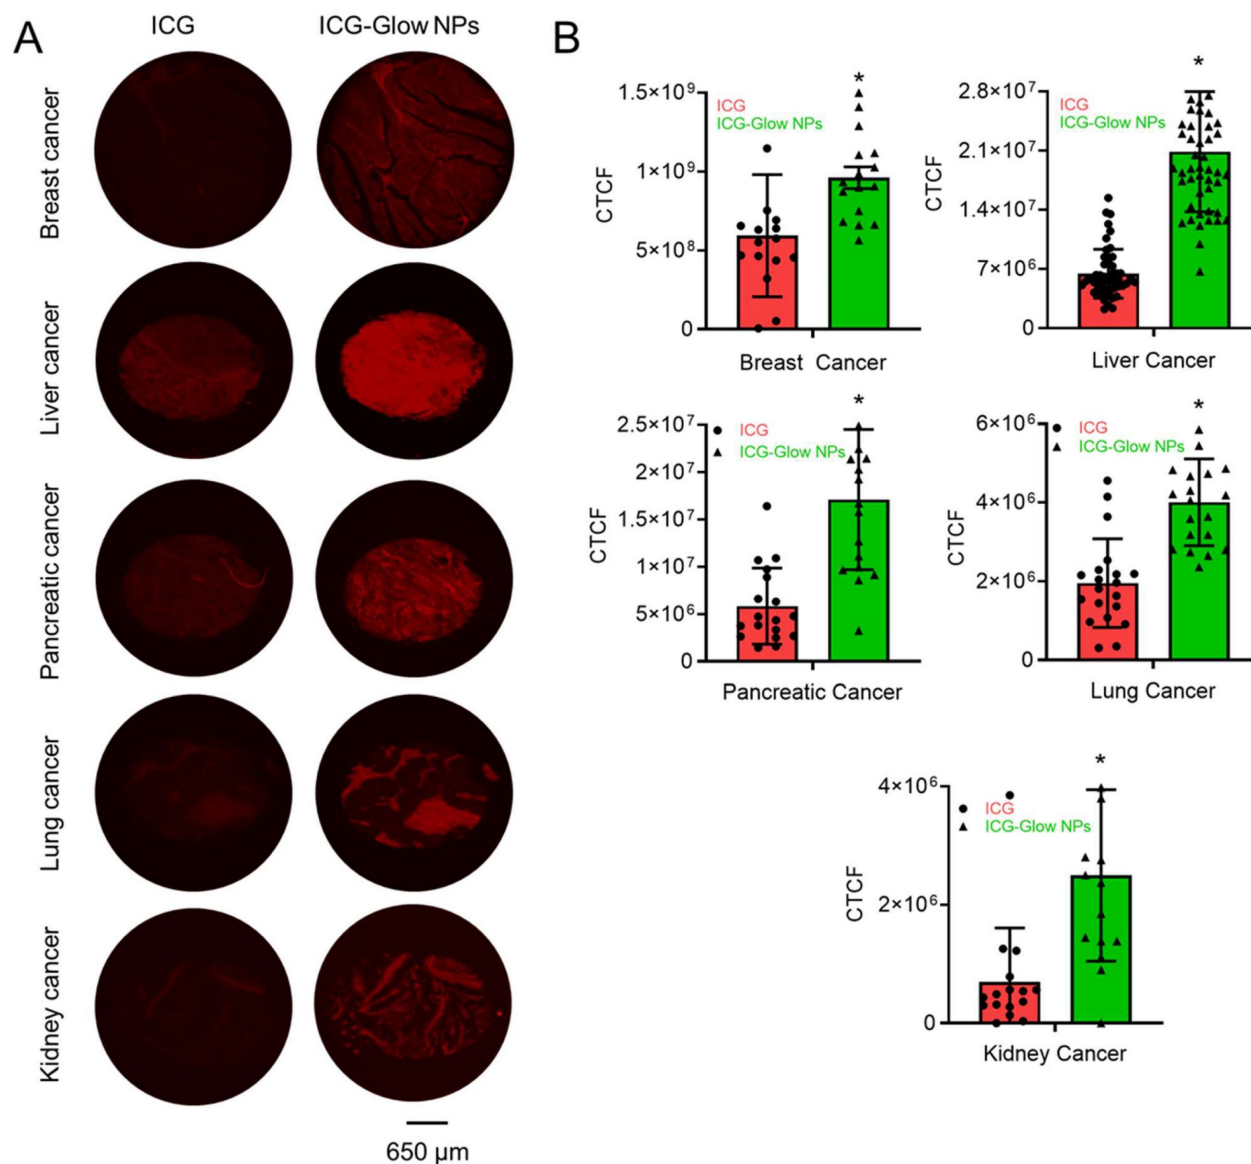 A
ICG
ICG-Glow NPs
Breast cancer
Liver cancer
Pancreatic cancer
Lung cancer
Kidney cancer
650 µm
B
*
1.5×10⁹
1×10⁹
5×10⁸
0
CTCF
ICG
ICG-Glow NPs
Breast Cancer
*
2.8×10⁷
2.1×10⁷
1.4×10⁷
7×10⁶
0
CTCF
ICG
ICG-Glow NPs
Liver Cancer
*
2.5×10⁷
2×10⁷
1.5×10⁷
1×10⁷
5×10⁶
0
CTCF
ICG
ICG-Glow NPs
Pancreatic Cancer
*
6×10⁶
4×10⁶
2×10⁶
0
CTCF
ICG
ICG-Glow NPs
Lung Cancer
*
4×10⁶
2×10⁶
0
CTCF
ICG
ICG-Glow NPs
Kidney Cancer